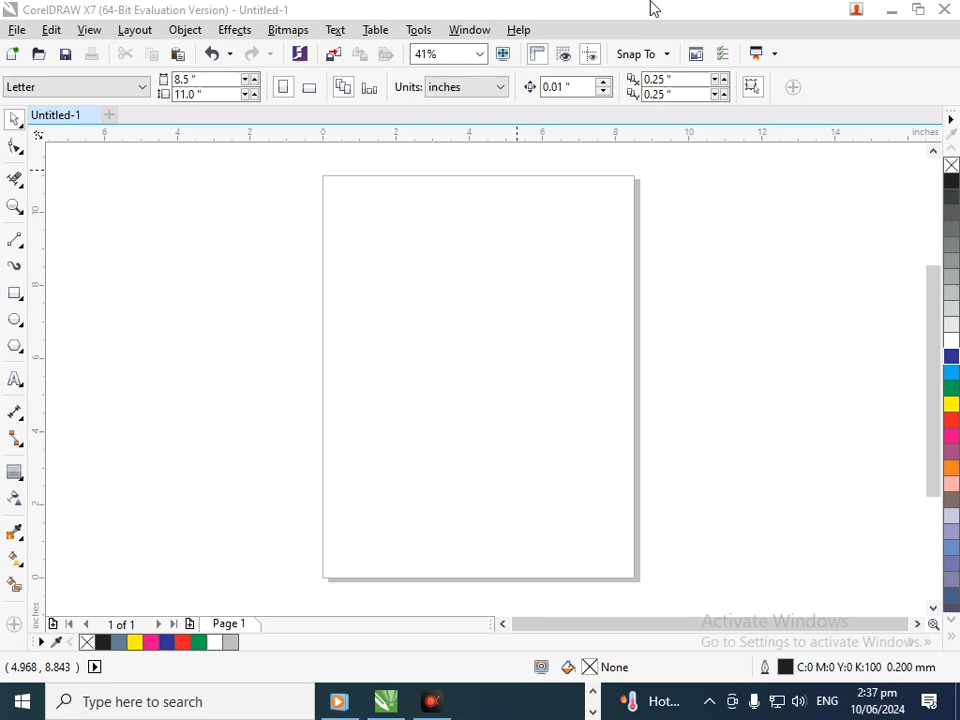 CorelDRAW X7 (64-Bit Evaluation Version) - Untitled-1
File Edit View Layout Object Effects Bitmaps Text Table Tools Window Help
41% Snap To
Letter 8.5 " 11.0 " Units: inches 0.01 " 0.25 " 0.25 "
Untitled-1
6 4 2 0 2 4 6 8 10 12 14 inches
10
8
6
4
2
0
inches
1 of 1 Page 1
Activate Windows
Go to Settings to activate Windows.
( 4.968 , 8.843 ) None C:0 M:0 Y:0 K:100 0.200 mm
Type here to search Hot... ENG 2:37 pm
10/06/2024